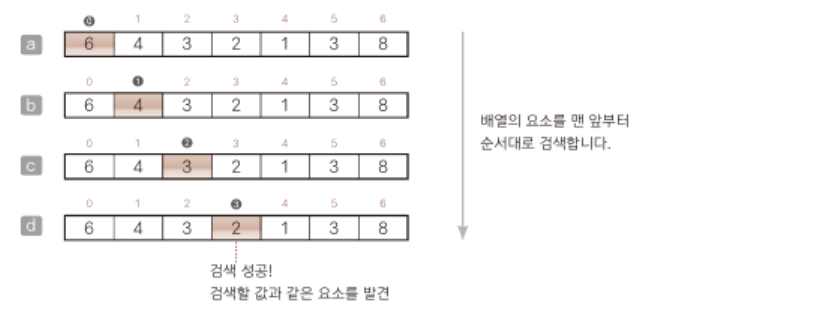 0 1 2 3 4 5 6
a 6 4 3 2 1 3 8
0 1 2 3 4 5 6
b 6 4 3 2 1 3 8
배열의 요소를 맨 앞부터
순서대로 검색합니다.
0 1 2 3 4 5 6
c 6 4 3 2 1 3 8
0 1 2 3 4 5 6
d 6 4 3 2 1 3 8
검색 성공!
검색할 값과 같은 요소를 발견